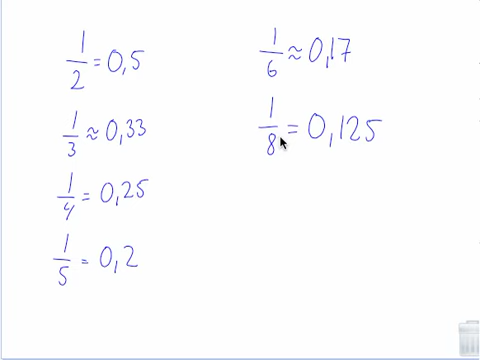 1/2 = 0,5
1/3 ≈ 0,33
1/4 = 0,25
1/5 = 0,2
1/6 ≈ 0,17
1/8 = 0,125